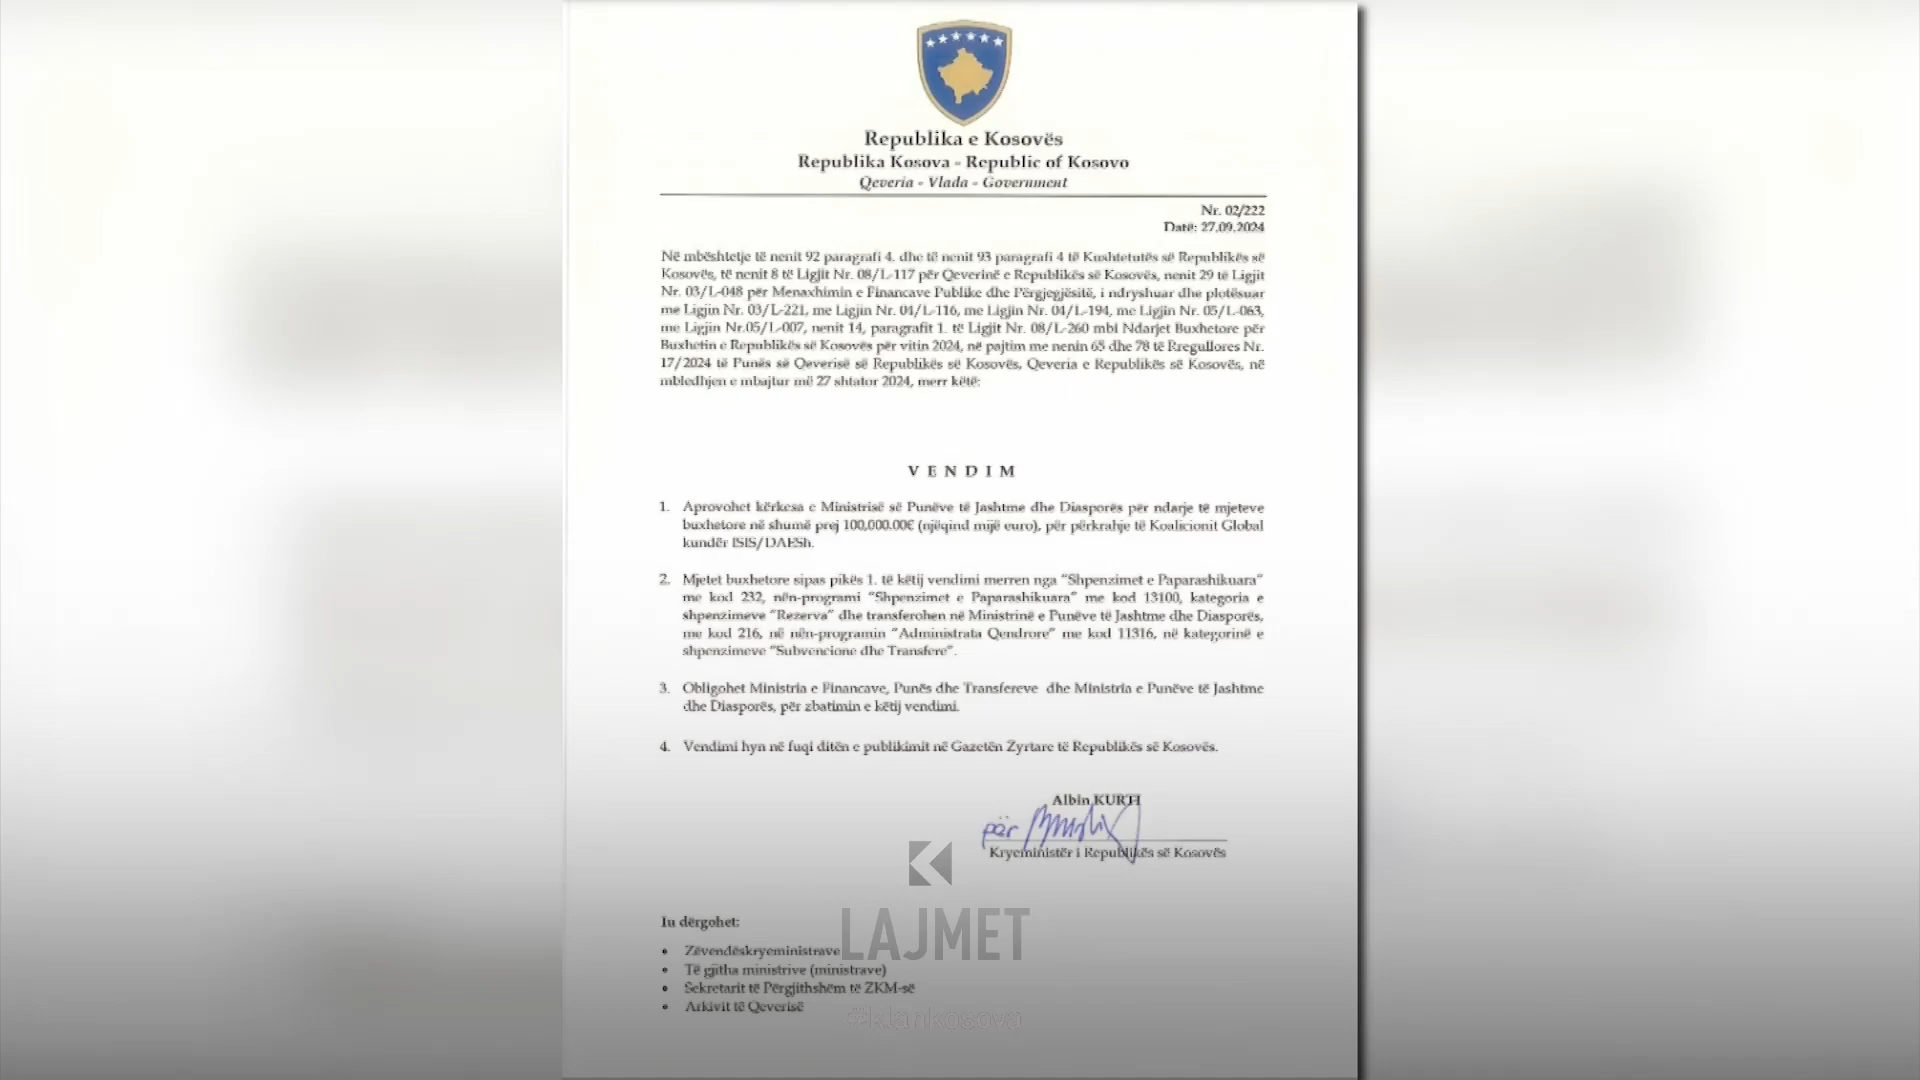 Republika e Kosovës
Republika Kosova - Republic of Kosovo
Qeveria - Vlada - Government
Nr. 02/222
Datë: 27.09.2024
Në mbështetje të nenit 92 paragrafi 4. dhe të nenit 93 paragrafi 4 të Kushtetutës së Republikës së
Kosovës, të nenit 8 të Ligjit Nr. 08/L-117 për Qeverinë e Republikës së Kosovës, nenit 29 të Ligjit
Nr. 03/L-048 për Menaxhimin e Financave Publike dhe Përgjegjësitë, i ndryshuar dhe plotësuar
me Ligjin Nr. 03/L-221, me Ligjin Nr. 04/L-116, me Ligjin Nr. 04/L-194, me Ligjin Nr. 05/L-063,
me Ligjin Nr.05/L-007, nenit 14, paragrafit 1. të Ligjit Nr. 08/L-260 mbi Ndarjet Buxhetore për
Buxhetin e Republikës së Kosovës për vitin 2024, në pajtim me nenin 65 dhe 78 të Rregullores Nr.
17/2024 të Punës së Qeverisë së Republikës së Kosovës, Qeveria e Republikës së Kosovës, në
mbledhjen e mbajtur më 27 shtator 2024, merr këtë:
V E N D I M
1. Aprovohet kërkesa e Ministrisë së Punëve të Jashtme dhe Diasporës për ndarje të mjeteve
buxhetore në shumë prej 100,000.00€ (njëqind mijë euro), për përkrahje të Koalicionit Global
kundër ISIS/DAESh.
2. Mjetet buxhetore sipas pikës 1. të këtij vendimi merren nga “Shpenzimet e Paparashikuara”
me kod 232, nën-programi “Shpenzimet e Paparashikuara” me kod 13100, kategoria e
shpenzimeve “Rezerva” dhe transferohen në Ministrinë e Punëve të Jashtme dhe Diasporës,
me kod 216, në nën-programin “Administrata Qendrore” me kod 11316, në kategorinë e
shpenzimeve “Subvencione dhe Transfere”.
3. Obligohet Ministria e Financave, Punës dhe Transfereve dhe Ministria e Punëve të Jashtme
dhe Diasporës, për zbatimin e këtij vendimi.
4. Vendimi hyn në fuqi ditën e publikimit në Gazetën Zyrtare të Republikës së Kosovës.
Albin KURTI
për
Kryeministër i Republikës së Kosovës
Iu dërgohet:
• Zëvendëskryeministrave
• Të gjitha ministrive (ministrave)
• Sekretarit të Përgjithshëm të ZKM-së
• Arkivit të Qeverisë
LAJMET
#klankosova